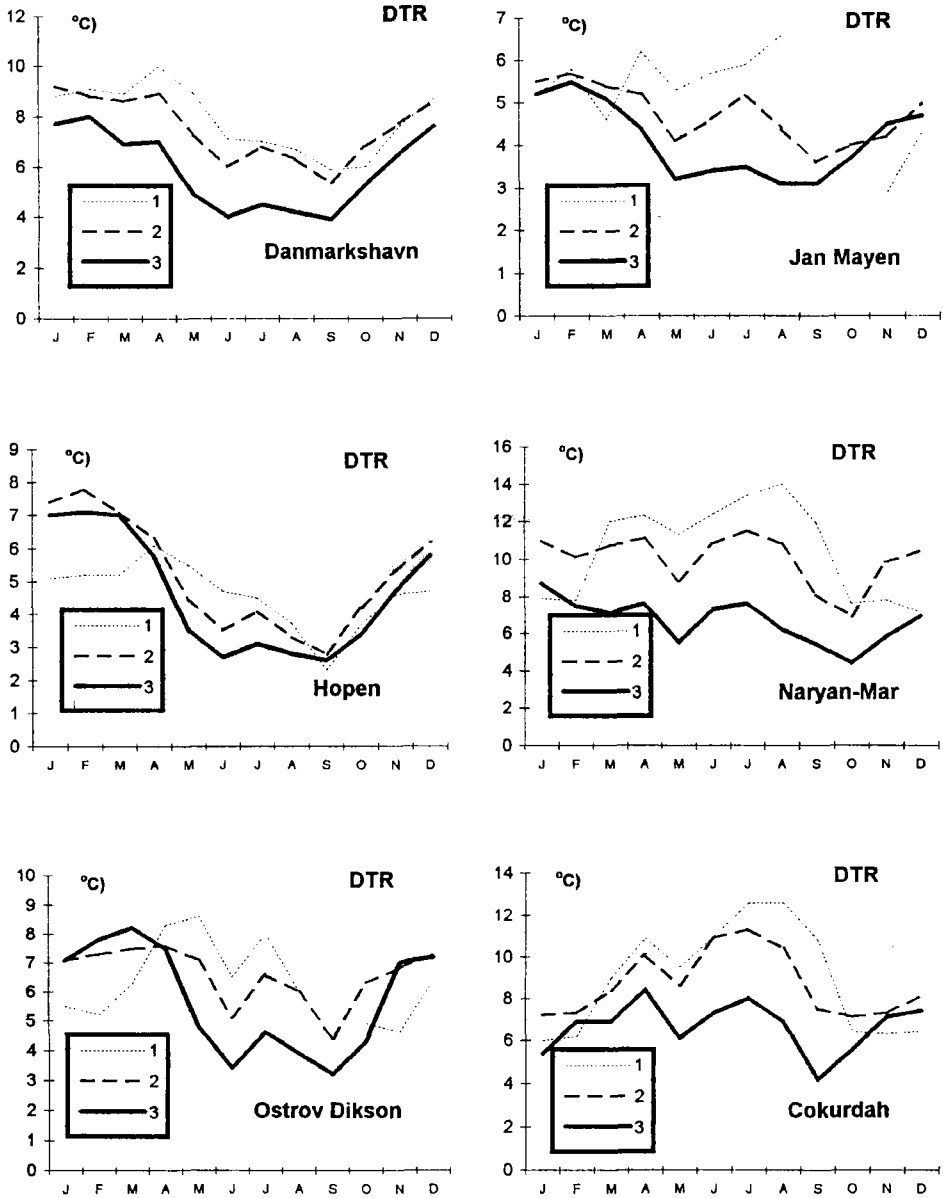 DTR
°C)
12
10
8
6
4
2
0
1
2
3
Danmarkshavn
J F M A M J J A S O N D
DTR
°C)
7
6
5
4
3
2
1
0
1
2
3
Jan Mayen
J F M A M J J A S O N D
DTR
°C)
9
8
7
6
5
4
3
2
1
0
1
2
3
Hopen
J F M A M J J A S O N D
DTR
°C)
16
14
12
10
8
6
4
2
0
1
2
3
Naryan-Mar
J F M A M J J A S O N D
DTR
°C)
10
9
8
7
6
5
4
3
2
1
0
1
2
3
Ostrov Dikson
J F M A M J J A S O N D
DTR
°C)
14
12
10
8
6
4
2
0
1
2
3
Cokurdah
J F M A M J J A S O N D